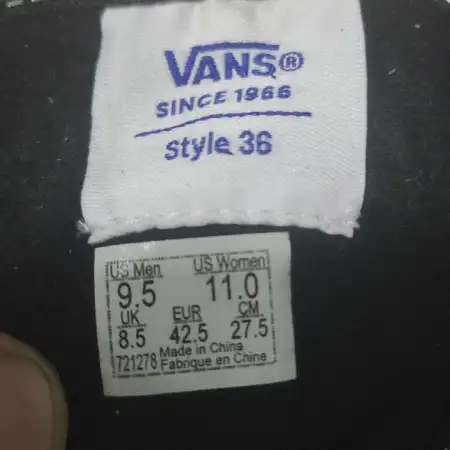 VANS®
SINCE 1966
Style 36
US Men US Women
9.5 11.0
UK EUR CM
8.5 42.5 27.5
721278 Made in China
Fabrique en Chine